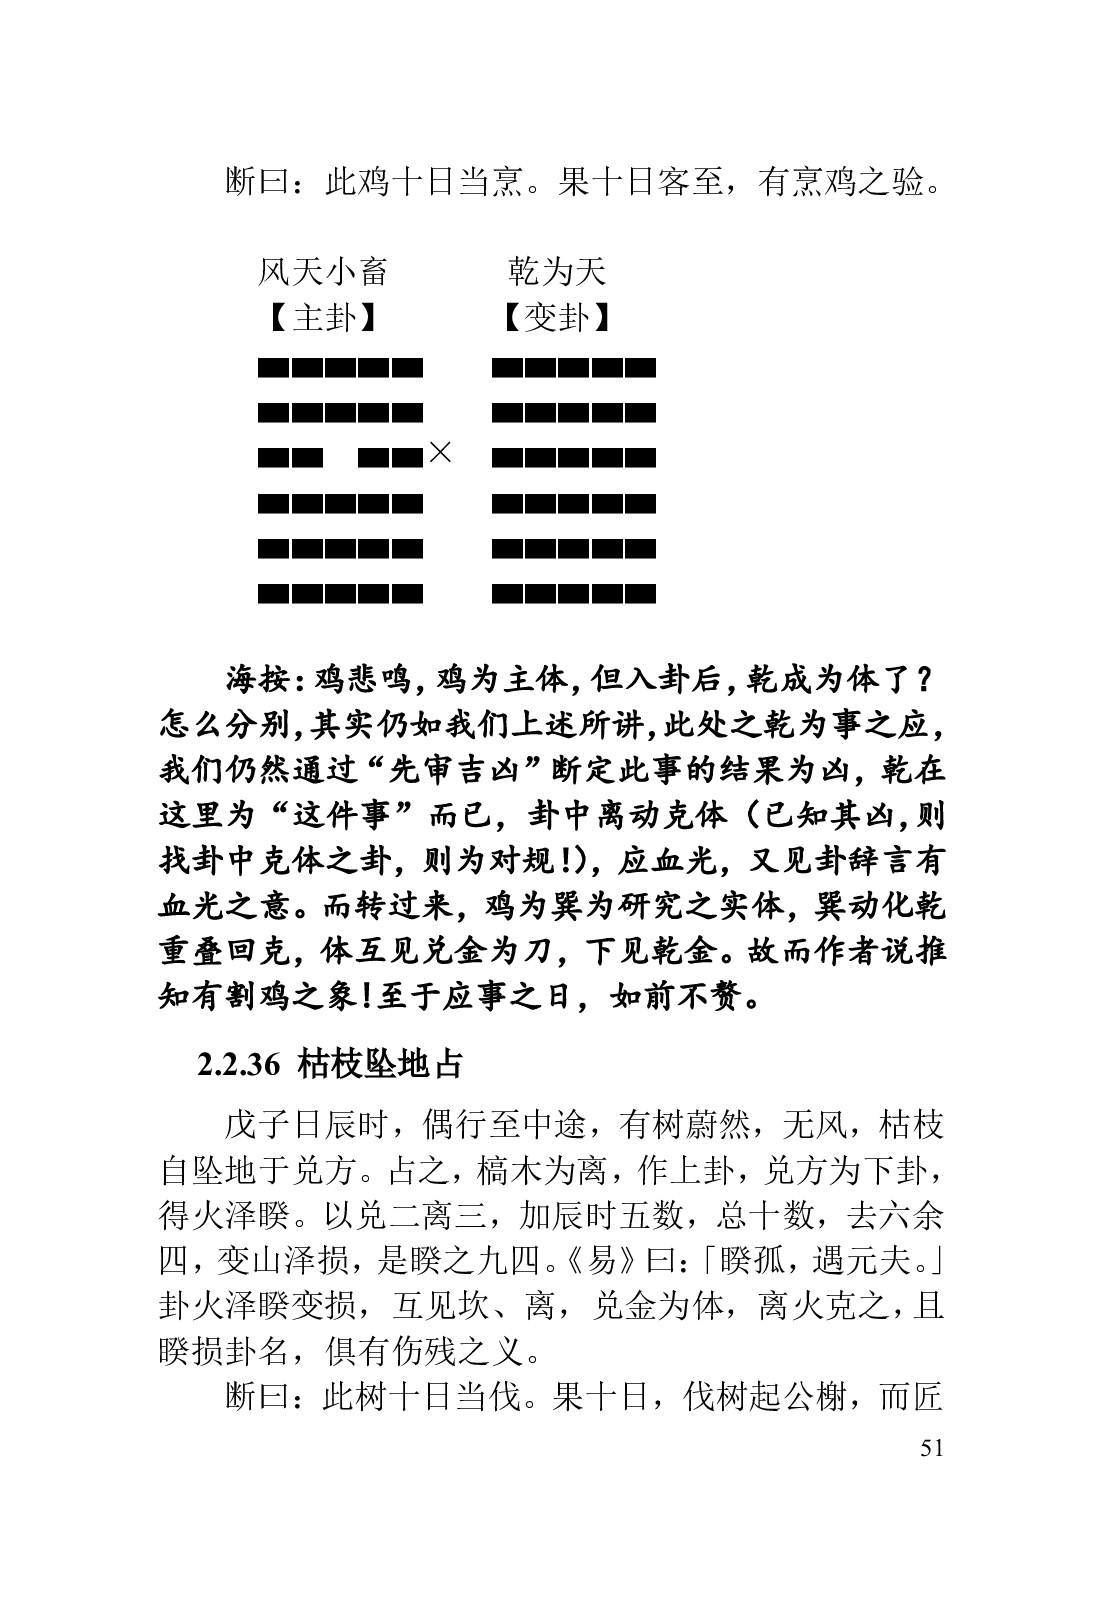 断曰：此鸡十日当烹。果十日客至，有烹鸡之验。
风天小畜 乾为天
【主卦】 【变卦】
×
海按：鸡悲鸣，鸡为主体，但入卦后，乾成为体了？
怎么分别，其实仍如我们上述所讲，此处之乾为事之应，
我们仍然通过“先审吉凶”断定此事的结果为凶，乾在
这里为“这件事”而已，卦中离动克体（已知其凶，则
找卦中克体之卦，则为对规！），应血光，又见卦辞言有
血光之意。而转过来，鸡为巽为研究之实体，巽动化乾
重叠回克，体互见兑金为刀，下见乾金。故而作者说推
知有割鸡之象！至于应事之日，如前不赘。
2.2.36 枯枝坠地占
戊子日辰时，偶行至中途，有树蔚然，无风，枯枝
自坠地于兑方。占之，槁木为离，作上卦，兑方为下卦，
得火泽睽。以兑二离三，加辰时五数，总十数，去六余
四，变山泽损，是睽之九四。《易》曰：「睽孤，遇元夫。」
卦火泽睽变损，互见坎、离，兑金为体，离火克之，且
睽损卦名，俱有伤残之义。
断曰：此树十日当伐。果十日，伐树起公榭，而匠
51